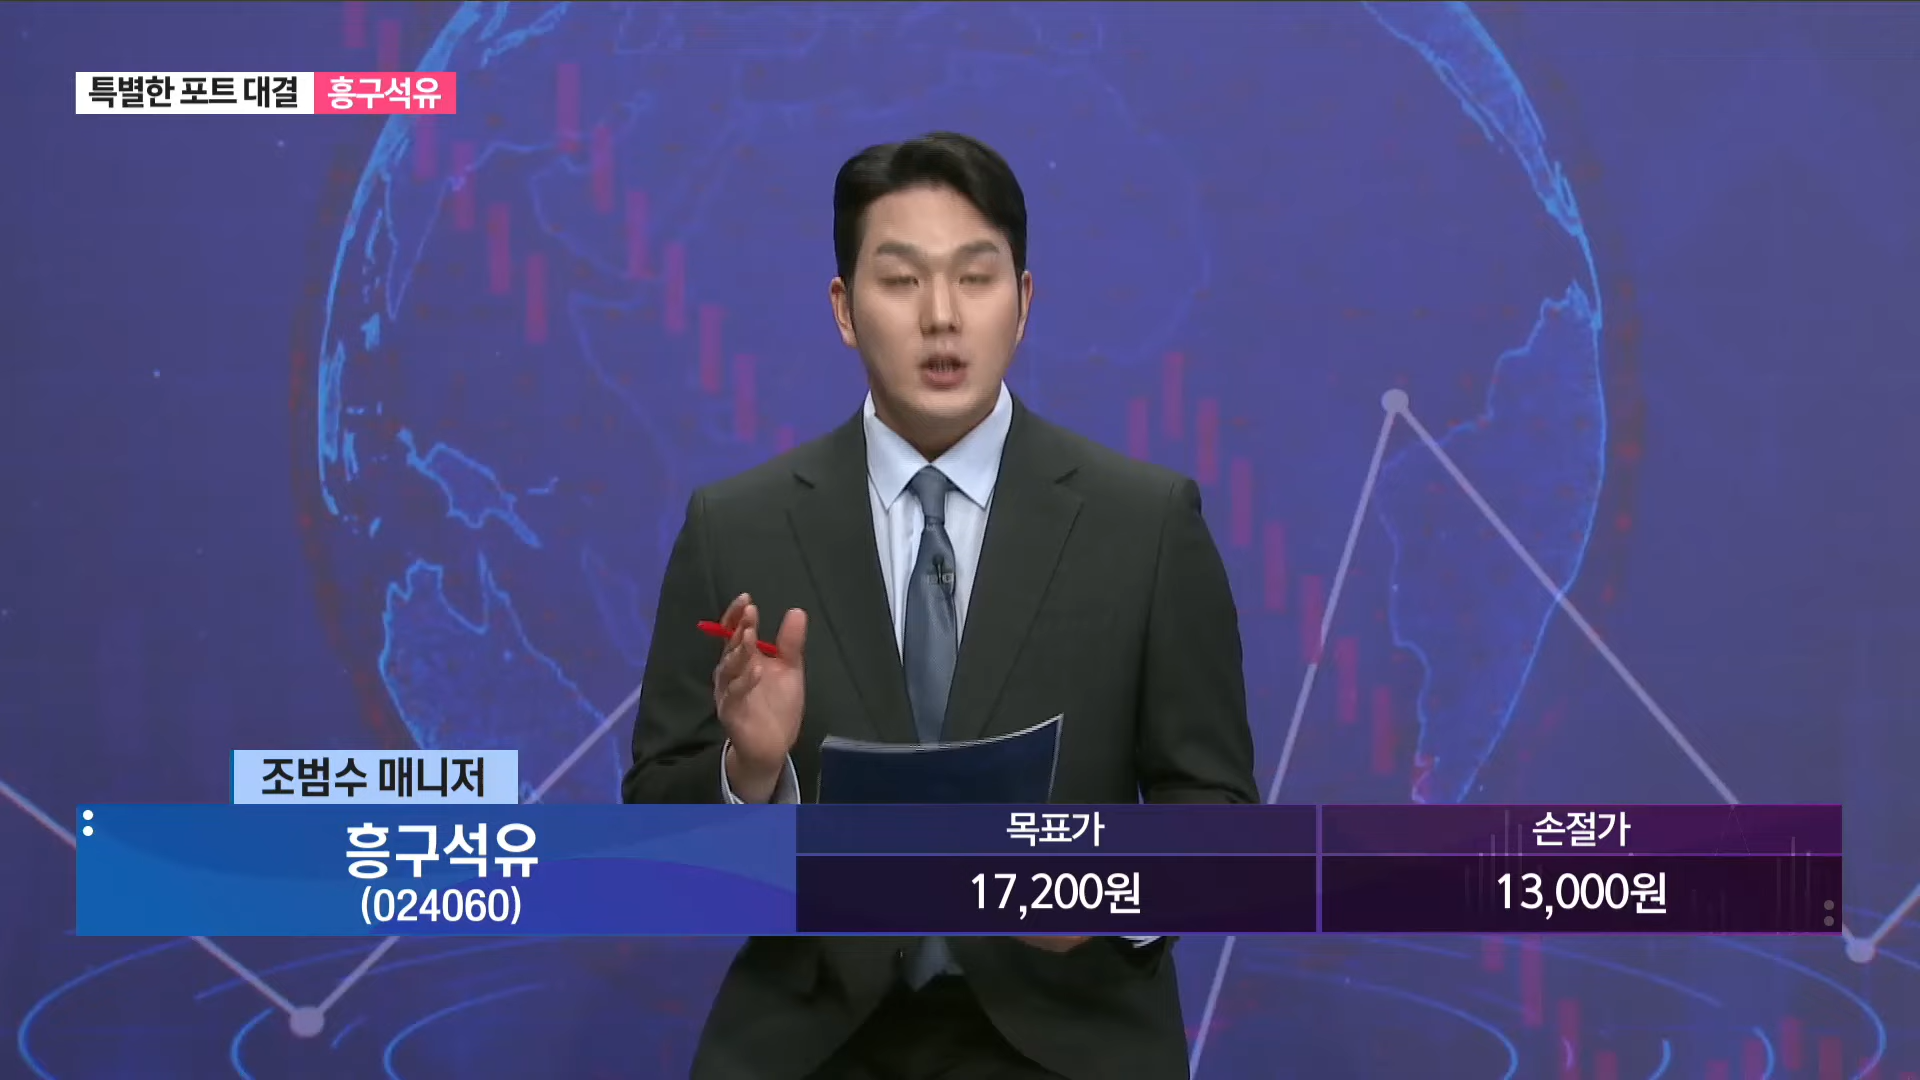 특별한 포트 대결 흥구석유
조범수 매니저
흥구석유
(024060)
목표가
17,200원
손절가
13,000원